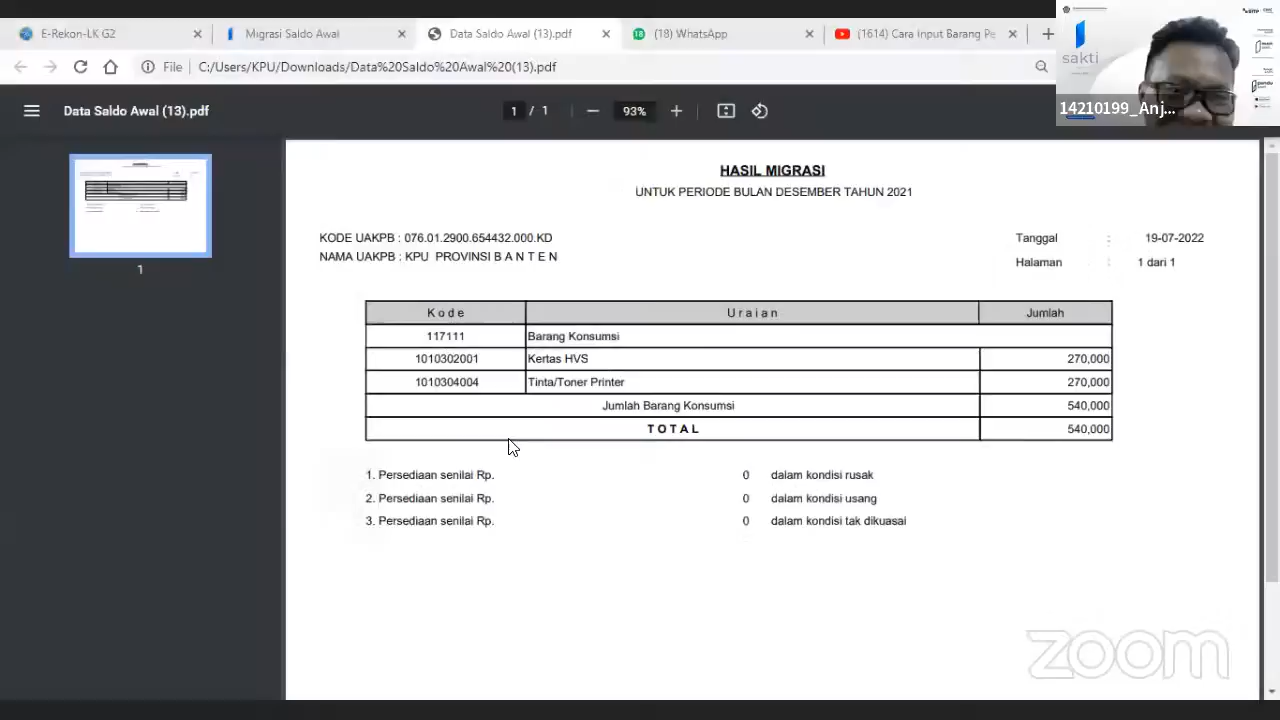 E-Rekon-LK G2
Migrasi Saldo Awal
Data Saldo Awal (13).pdf
(18) WhatsApp
(1614) Cara Input Barang Pe
File
C:/Users/KPU/Downloads/Data%20Saldo%20Awal%20(13).pdf
sakti
14210199_Anj...
Data Saldo Awal (13).pdf
1 / 1
93%
1
HASIL MIGRASI
UNTUK PERIODE BULAN DESEMBER TAHUN 2021
KODE UAKPB : 076.01.2900.654432.000.KD
NAMA UAKPB : KPU PROVINSI B A N T E N
Tanggal : 19-07-2022
Halaman : 1 dari 1
Kode Uraian Jumlah
117111 Barang Konsumsi
1010302001 Kertas HVS 270,000
1010304004 Tinta/Toner Printer 270,000
Jumlah Barang Konsumsi 540,000
TOTAL 540,000
1. Persediaan senilai Rp. 0 dalam kondisi rusak
2. Persediaan senilai Rp. 0 dalam kondisi usang
3. Persediaan senilai Rp. 0 dalam kondisi tak dikuasai
zoom